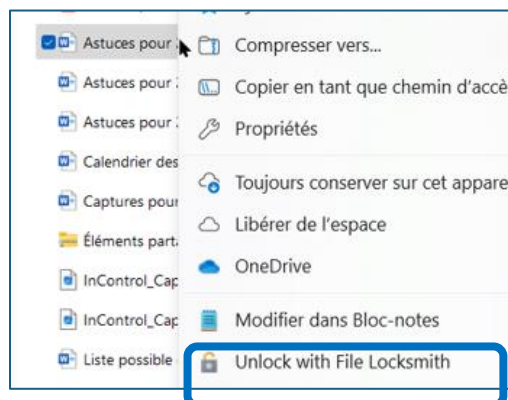 Astuces pour
Astuces pour
Astuces pour
Calendrier des
Captures pour
Éléments part
InControl_Cap
InControl_Cap
Liste possible
Compresser vers...
Copier en tant que chemin d'accè
Propriétés
Toujours conserver sur cet appare
Libérer de l'espace
OneDrive
Modifier dans Bloc-notes
Unlock with File Locksmith